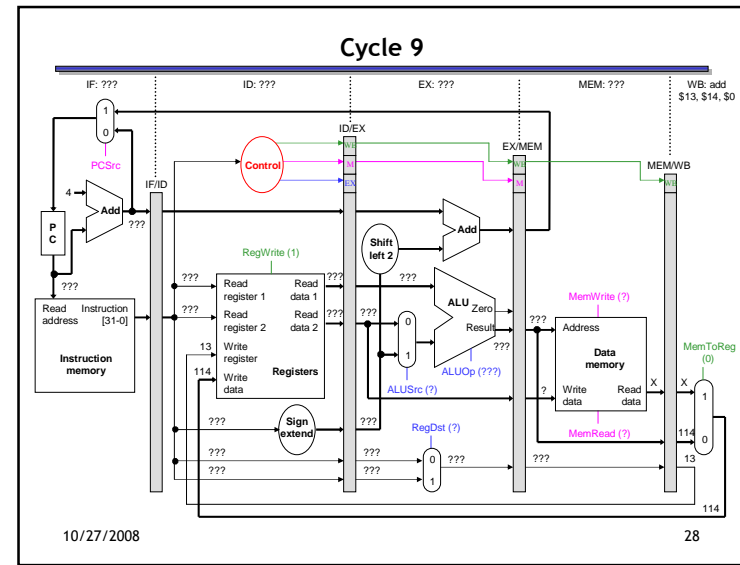 Cycle 9
IF: ???
ID: ???
EX: ???
MEM: ???
WB: add
$13, $14, $0
1
0
PCSrc
4
Add
???
P
C
???
Read
address
Instruction
[31-0]
Instruction
memory
IF/ID
Control
ID/EX
WB
M
EX
EX/MEM
WB
M
MEM/WB
WB
RegWrite (1)
???
Read
register 1
Read
data 1
???
???
Read
register 2
Read
data 2
???
13
Write
register
114
Write
data
Registers
???
Sign
extend
???
???
Shift
left 2
Add
???
0
1
ALUSrc (?)
ALU
Zero
Result
???
ALUOp (???)
RegDst (?)
???
???
0
1
???
???
MemWrite (?)
Address
Data
memory
?
Write
data
Read
data
MemRead (?)
???
X
X
MemToReg
(0)
1
0
114
13
114
10/27/2008
28